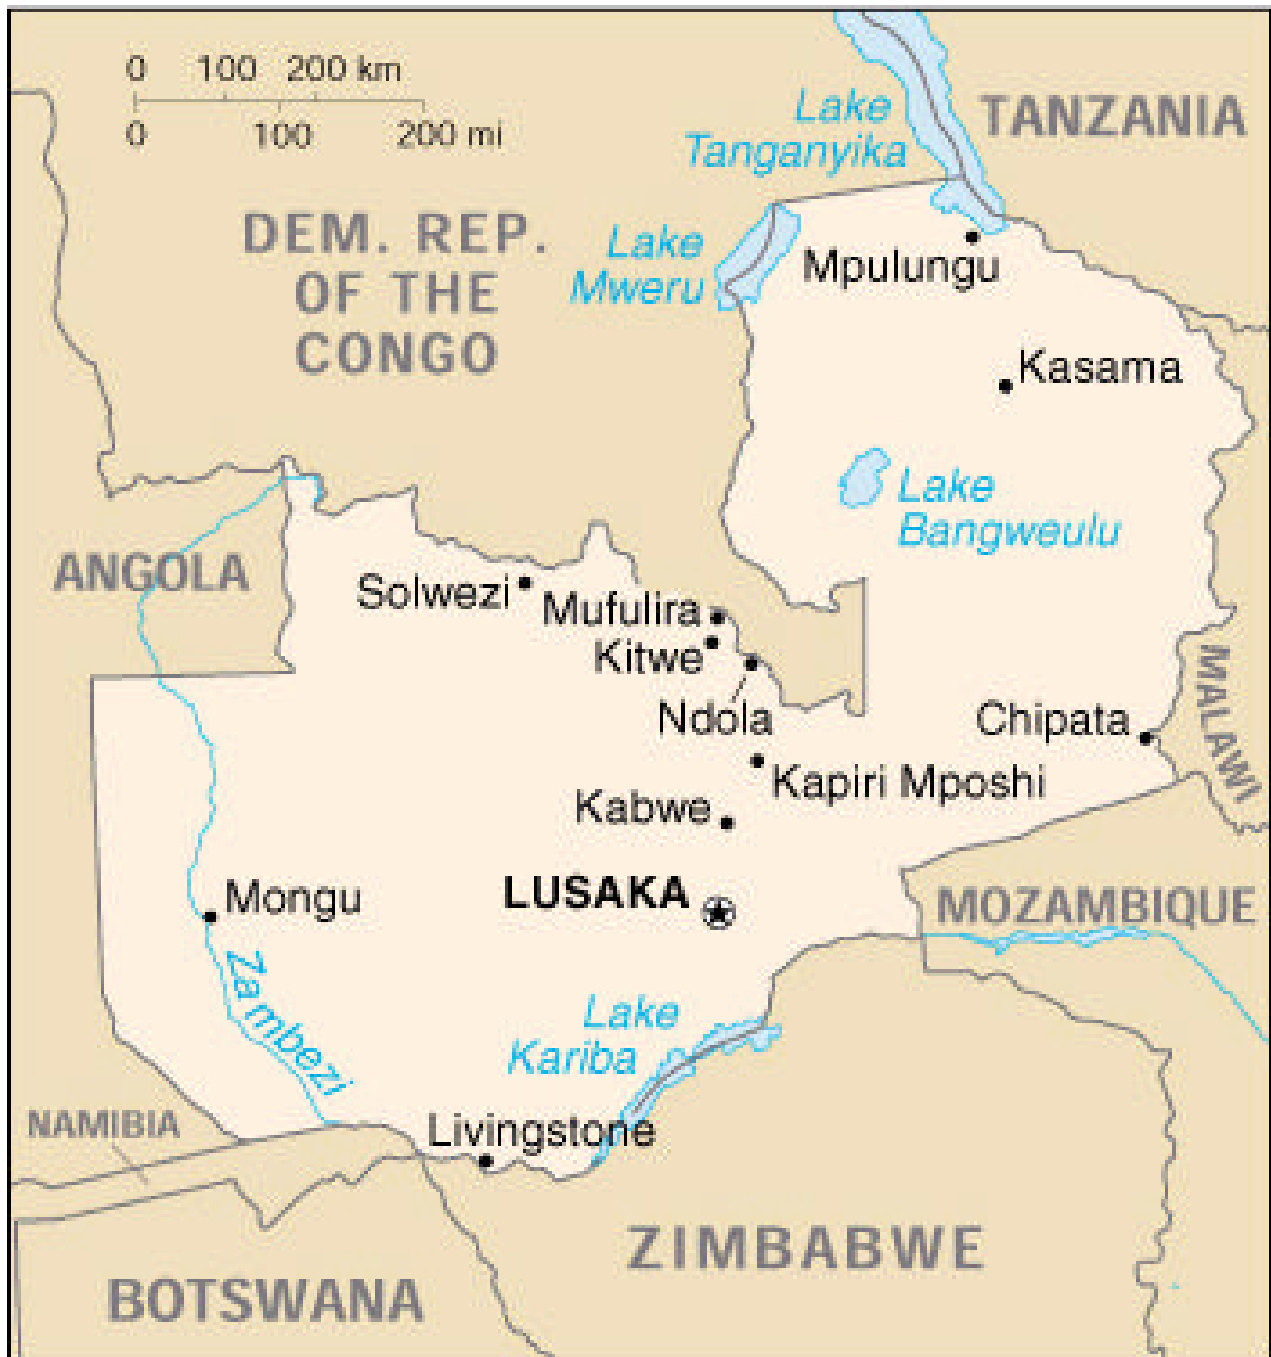 0 100 200 km
0 100 200 mi
Lake
Tanganyika
TANZANIA
DEM. REP.
OF THE
CONGO
Lake
Mweru
Mpulungu
Kasama
Lake
Bangweulu
ANGOLA
Solwezi
Mufulira
Kitwe
Ndola
MALAWI
Chipata
Kapiri Mposhi
Kabwe
LUSAKA
Mongu
MOZAMBIQUE
Zambezi
Lake
Kariba
NAMIBIA
Livingstone
ZIMBABWE
BOTSWANA